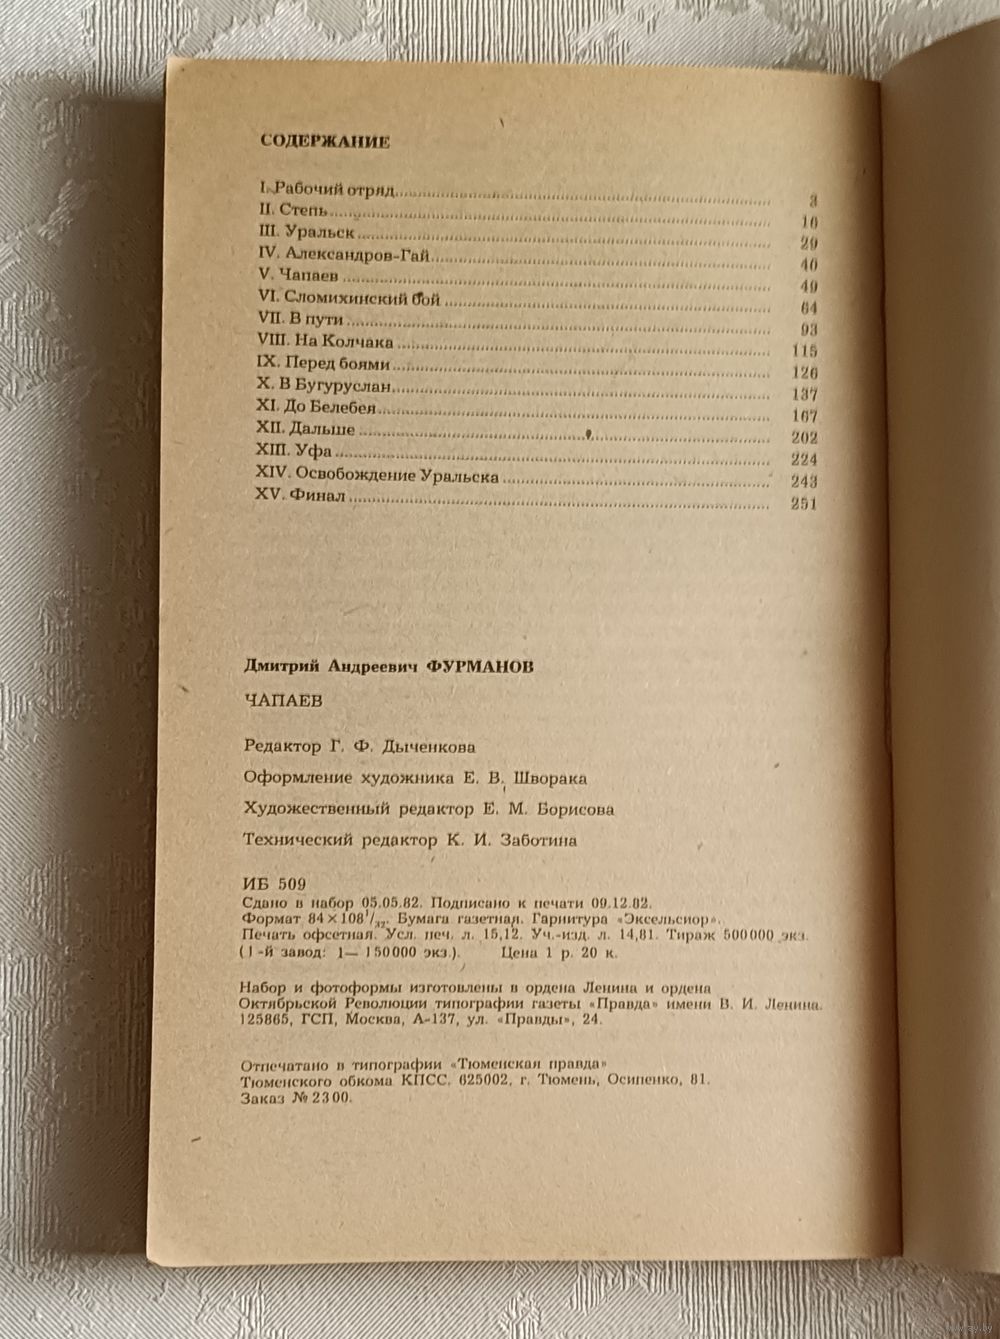 СОДЕРЖАНИЕ
I. Рабочий отряд 3
II. Степь 16
III. Уральск 29
IV. Александров-Гай 40
V. Чапаев 49
VI. Сломихинский бой 64
VII. В пути 93
VIII. На Колчака 115
IX. Перед боями 126
X. В Бугуруслан 137
XI. До Белебея 167
XII. Дальше 202
XIII. Уфа 224
XIV. Освобождение Уральска 243
XV. Финал 251
Дмитрий Андреевич ФУРМАНОВ
ЧАПАЕВ
Редактор Г. Ф. Дыченкова
Оформление художника Е. В. Шворака
Художественный редактор Е. М. Борисова
Технический редактор К. И. Заботина
ИБ 509
Сдано в набор 05.05.82. Подписано к печати 09.12.82.
Формат 84×108 1/32. Бумага газетная. Гарнитура «Эксельсиор».
Печать офсетная. Усл. печ. л. 15,12. Уч.-изд. л. 14,81. Тираж 500000 экз.
(1-й завод: 1— 150000 экз.). Цена 1 р. 20 к.
Набор и фотоформы изготовлены в ордена Ленина и ордена
Октябрьской Революции типографии газеты «Правда» имени В. И. Ленина.
125865, ГСП, Москва, А-137, ул. «Правды», 24.
Отпечатано в типографии «Тюменская правда»
Тюменского обкома КПСС. 625002, г. Тюмень, Осипенко, 81.
Заказ № 2300.